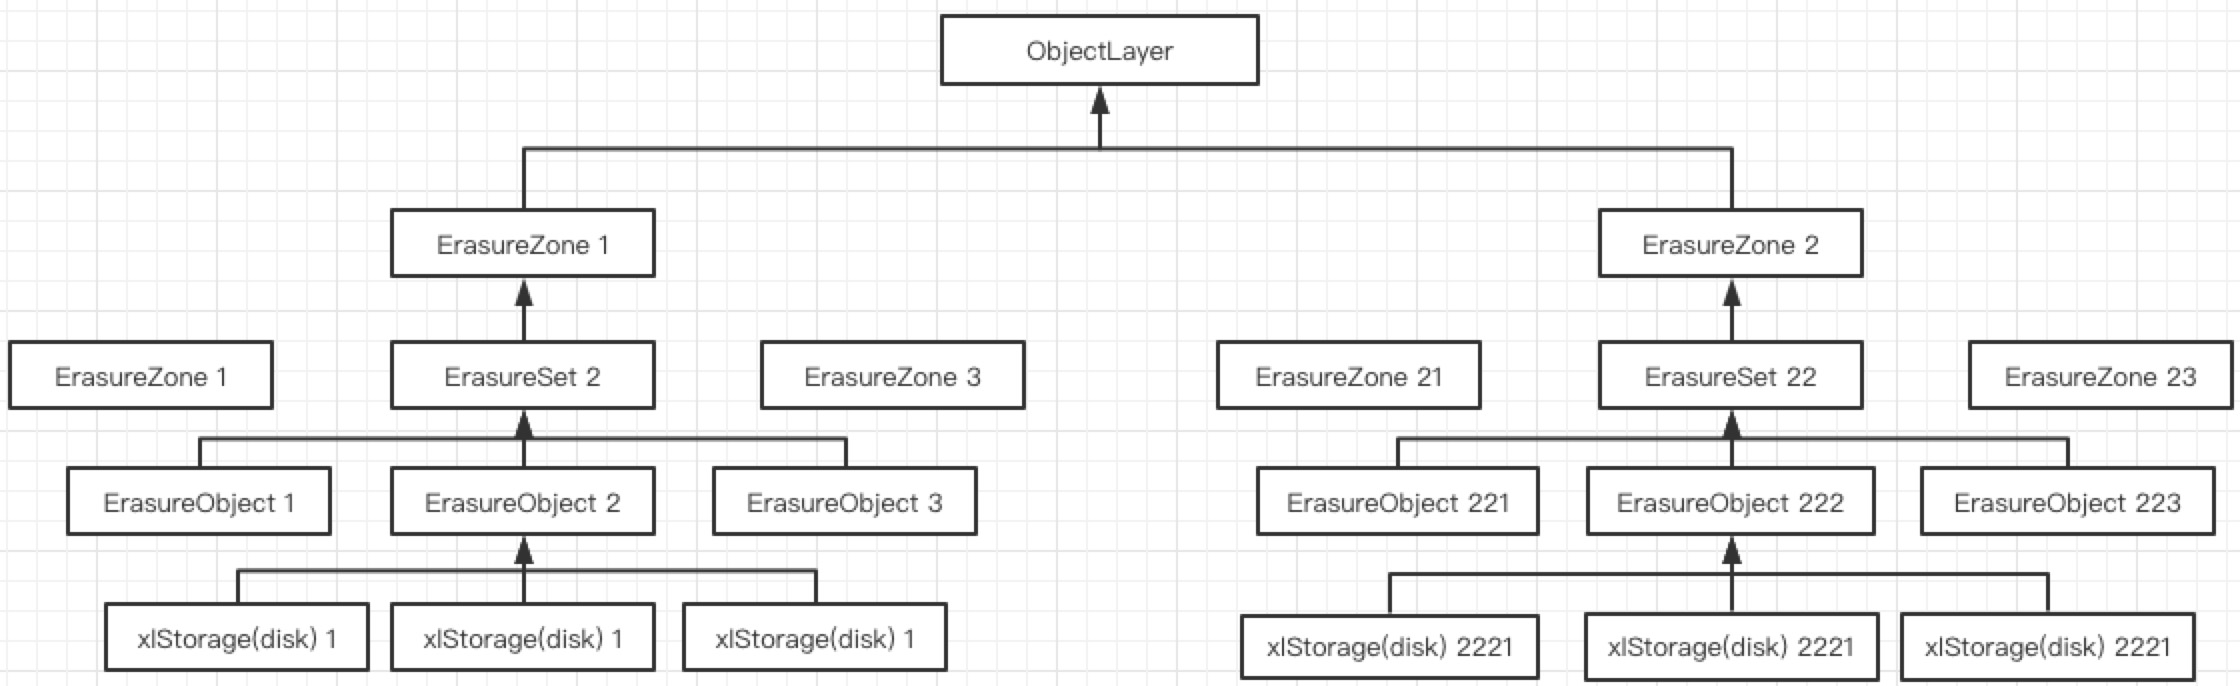 ObjectLayer
ErasureZone 1
ErasureZone 2
ErasureZone 1
ErasureSet 2
ErasureZone 3
ErasureZone 21
ErasureSet 22
ErasureZone 23
ErasureObject 1
ErasureObject 2
ErasureObject 3
ErasureObject 221
ErasureObject 222
ErasureObject 223
xlStorage(disk) 1
xlStorage(disk) 1
xlStorage(disk) 1
xlStorage(disk) 2221
xlStorage(disk) 2221
xlStorage(disk) 2221